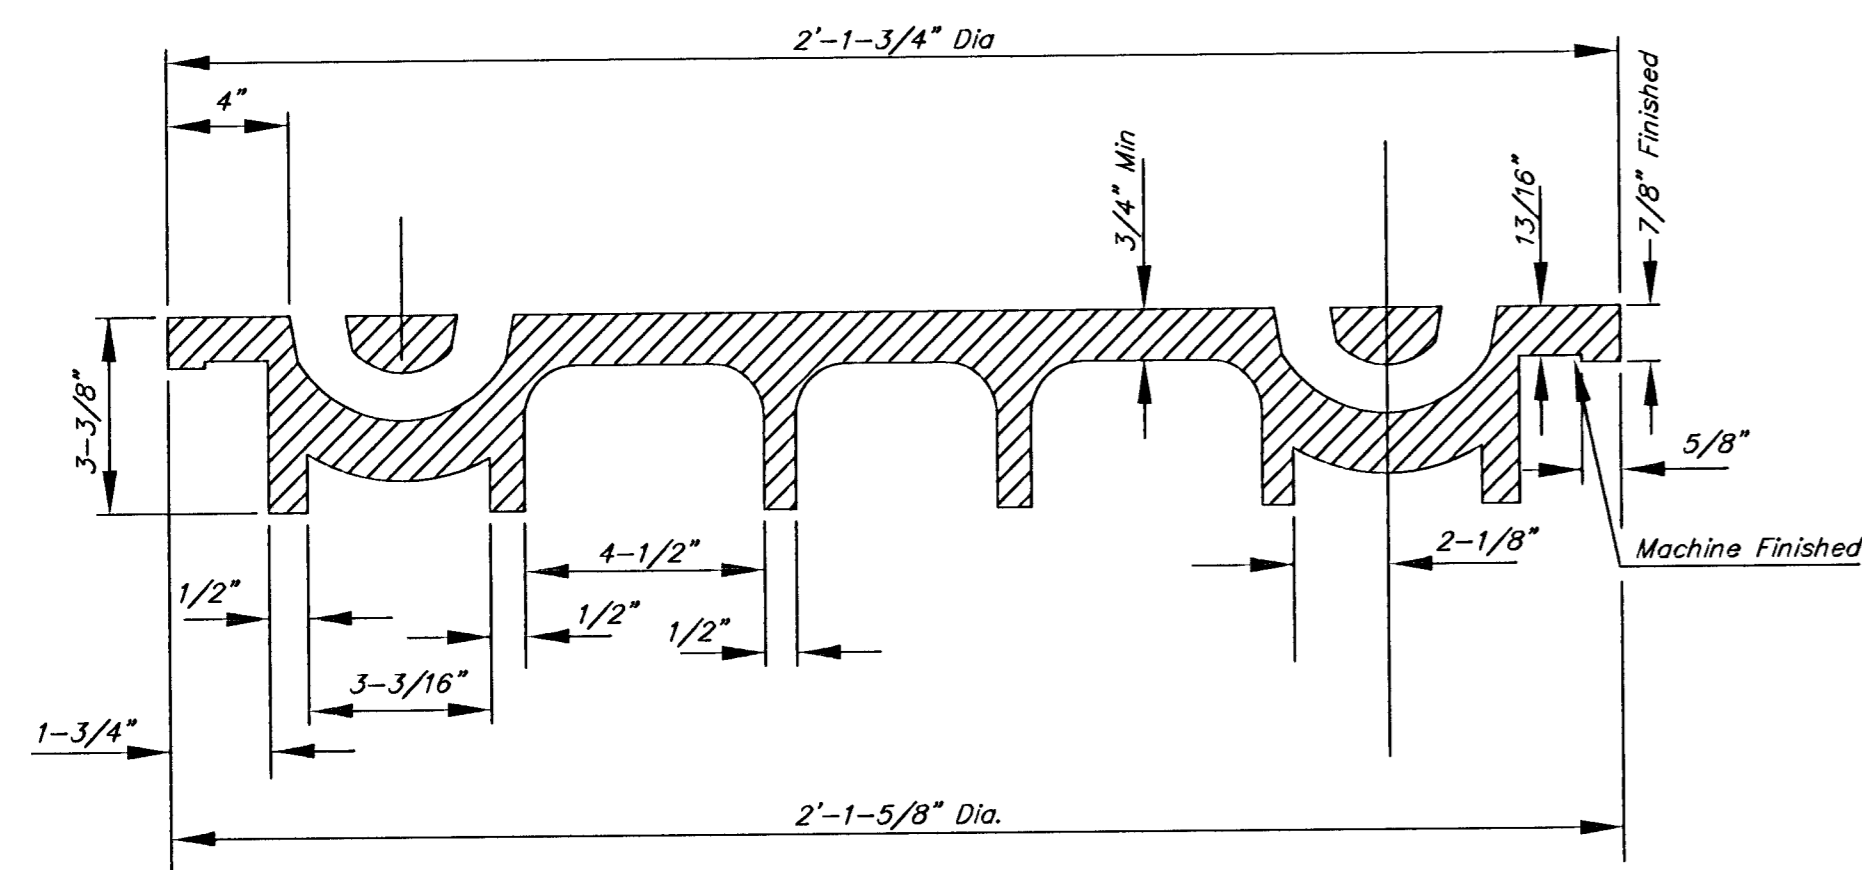 2'-1-3/4" Dia
4"
3/4" Min
13/16"
7/8" Finished
3-3/8"
5/8"
Machine Finished
2-1/8"
4-1/2"
1/2"
1/2"
1/2"
3-3/16"
1-3/4"
2'-1-5/8" Dia.